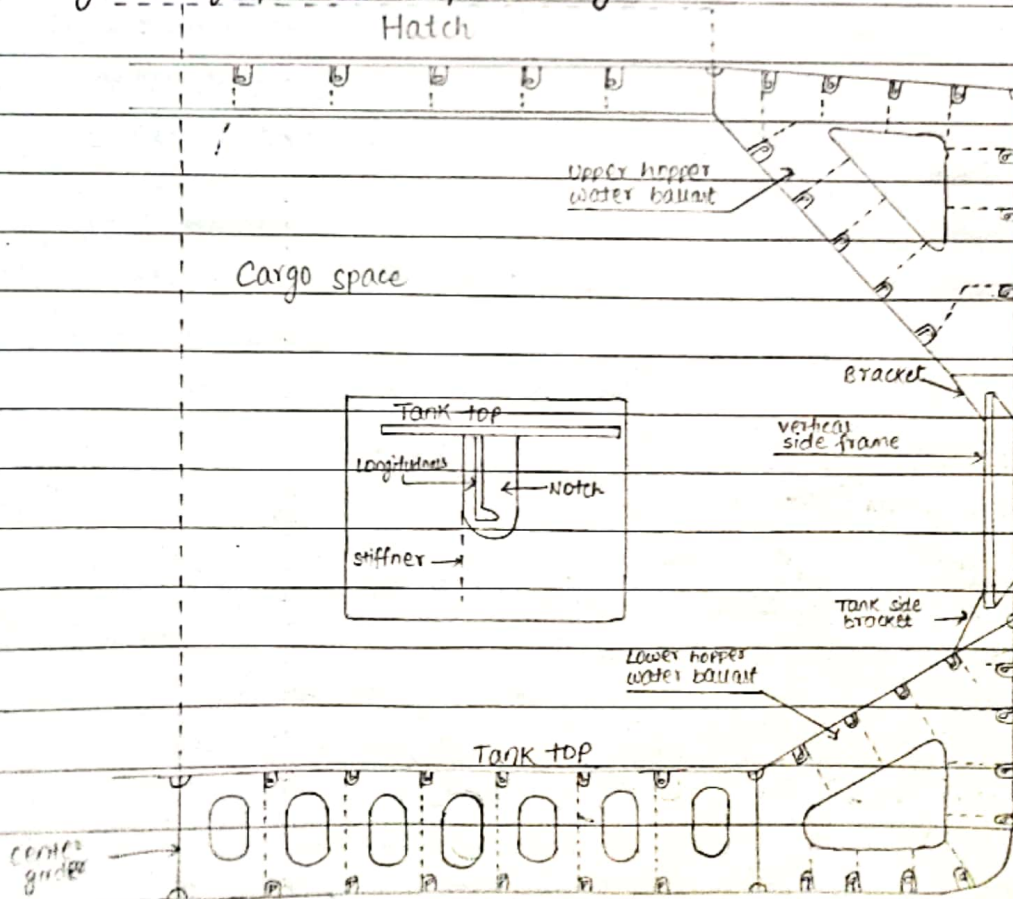 Hatch
Upper hopper
water ballast
Cargo space
Bracket
Tank top
vertical
side frame
Longitudinals
Notch
stiffner
Tank side
bracket
Lower hopper
water ballast
Tank top
center
girder